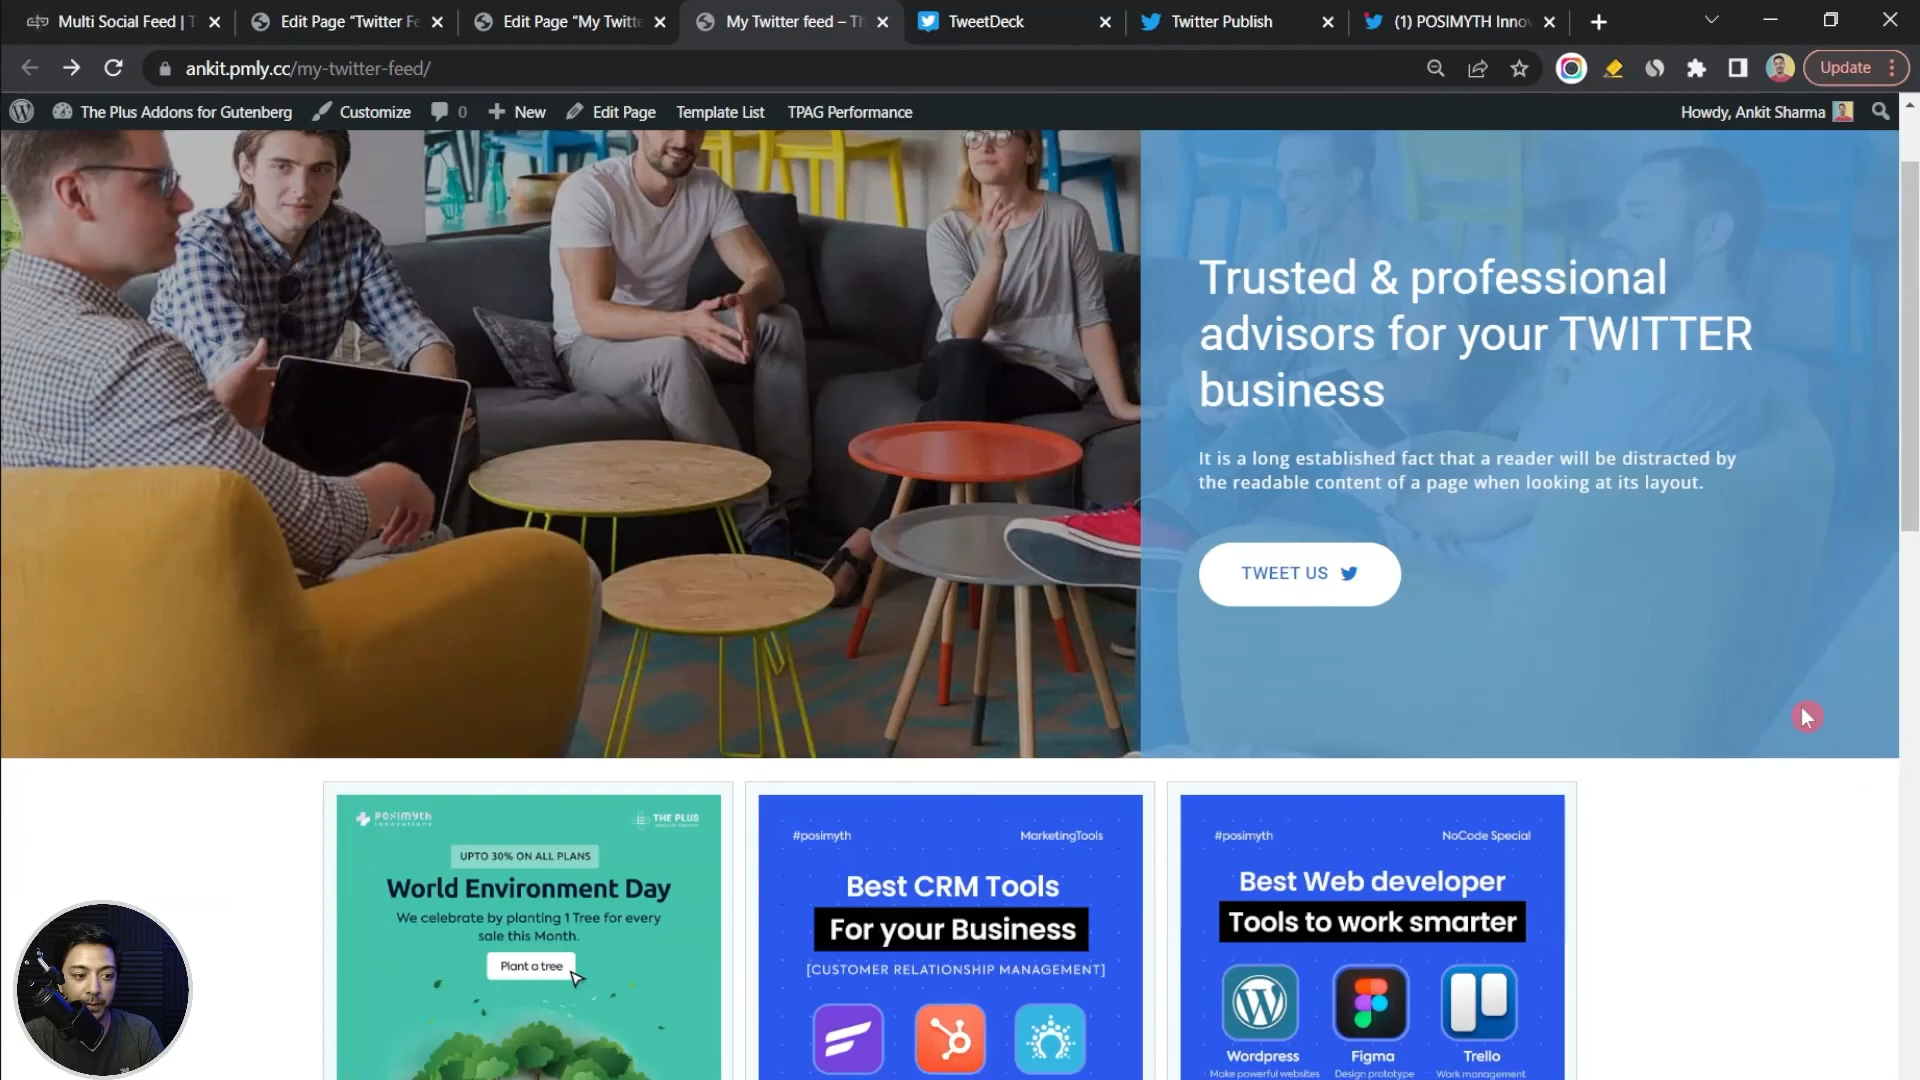 Multi Social Feed | T
Edit Page “Twitter Fe
Edit Page “My Twitte
My Twitter feed – Th
TweetDeck
Twitter Publish
(1) POSIMYTH Inno
ankit.pmly.cc/my-twitter-feed/
Update
The Plus Addons for Gutenberg
Customize
0
New
Edit Page
Template List
TPAG Performance
Howdy, Ankit Sharma
Trusted & professional
advisors for your TWITTER
business
It is a long established fact that a reader will be distracted by
the readable content of a page when looking at its layout.
TWEET US
POSIMYTH
innovations
THE PLUS
UPTO 30% ON ALL PLANS
World Environment Day
We celebrate by planting 1 Tree for every
sale this Month.
Plant a tree
#posimyth
MarketingTools
Best CRM Tools
For your Business
[CUSTOMER RELATIONSHIP MANAGEMENT]
#posimyth
NoCode Special
Best Web developer
Tools to work smarter
Wordpress
Figma
Trello
Make powerful websites
Design prototype
Work management